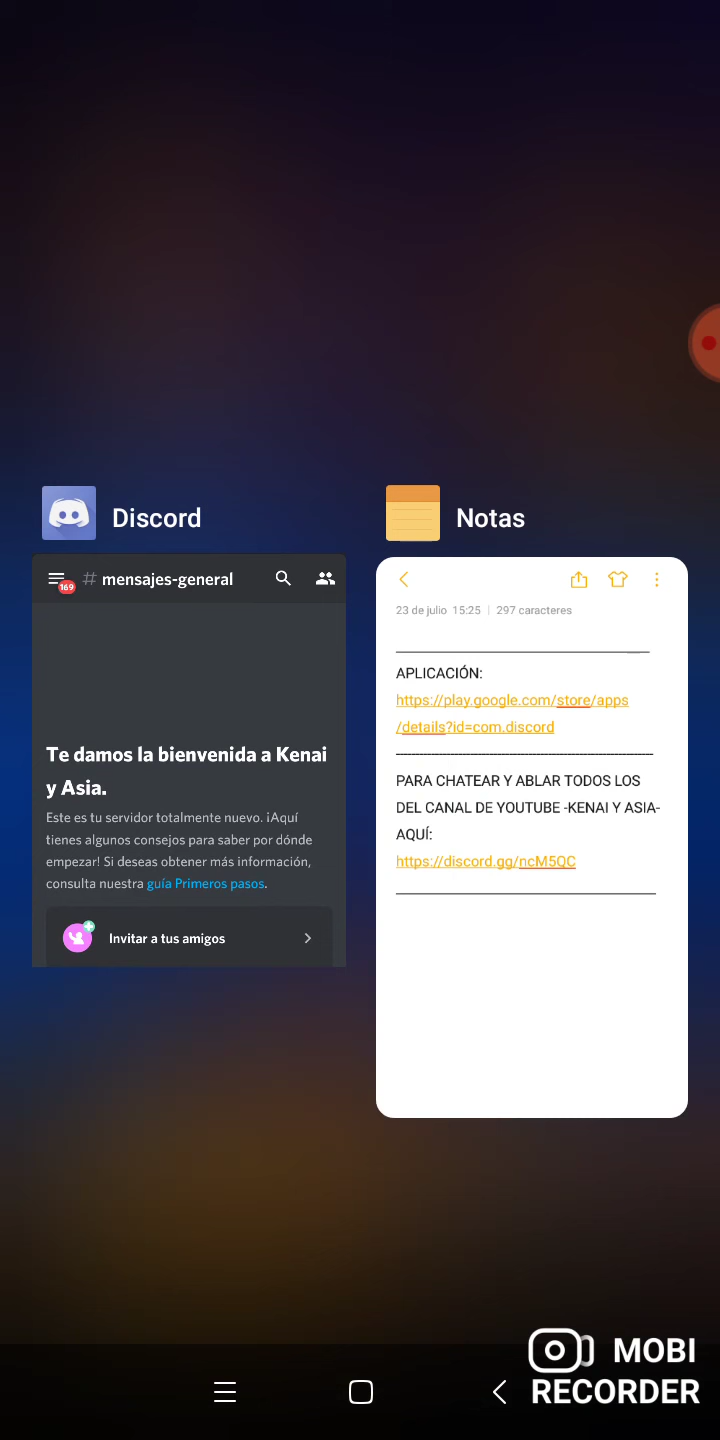 Discord
169
# mensajes-general
Te damos la bienvenida a Kenai
y Asia.
Este es tu servidor totalmente nuevo. ¡Aquí
tienes algunos consejos para saber por dónde
empezar! Si deseas obtener más información,
consulta nuestra guía Primeros pasos.
Invitar a tus amigos
Notas
23 de julio 15:25 | 297 caracteres
APLICACIÓN:
https://play.google.com/store/apps
/details?id=com.discord
PARA CHATEAR Y ABLAR TODOS LOS
DEL CANAL DE YOUTUBE -KENAI Y ASIA-
AQUÍ:
https://discord.gg/ncM5QC
MOBI
RECORDER